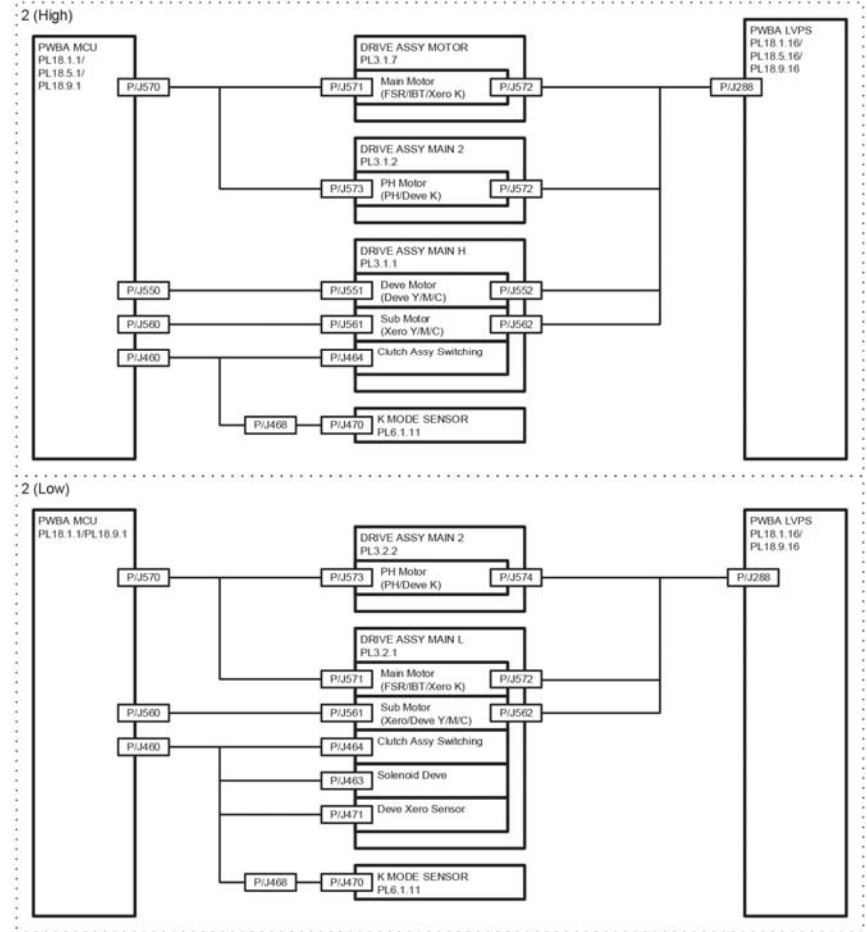 2 (High)
PWBA MCU
PL18.1.1/
PL18.5.1/
PL18.9.1
P/J570
DRIVE ASSY MOTOR
PL3.1.7
P/J571
Main Motor
(FSR/IBT/Xero K)
P/J572
PWBA LVPS
PL18.1.16/
PL18.5.16/
PL18.9.16
P/J288
DRIVE ASSY MAIN 2
PL3.1.2
P/J573
PH Motor
(PH/Deve K)
P/J572
DRIVE ASSY MAIN H
PL3.1.1
P/J550
P/J551
Deve Motor
(Deve Y/M/C)
P/J552
P/J560
P/J561
Sub Motor
(Xero Y/M/C)
P/J562
P/J460
P/J464
Clutch Assy Switching
P/J468
P/J470
K MODE SENSOR
PL6.1.11
2 (Low)
PWBA MCU
PL18.1.1/PL18.9.1
PWBA LVPS
PL18.1.16/
PL18.9.16
DRIVE ASSY MAIN 2
PL3.2.2
P/J570
P/J573
PH Motor
(PH/Deve K)
P/J574
P/J288
DRIVE ASSY MAIN L
PL3.2.1
P/J571
Main Motor
(FSR/IBT/Xero K)
P/J572
P/J560
P/J561
Sub Motor
(Xero/Deve Y/M/C)
P/J562
P/J460
P/J464
Clutch Assy Switching
P/J463
Solenoid Deve
P/J471
Deve Xero Sensor
P/J468
P/J470
K MODE SENSOR
PL6.1.11